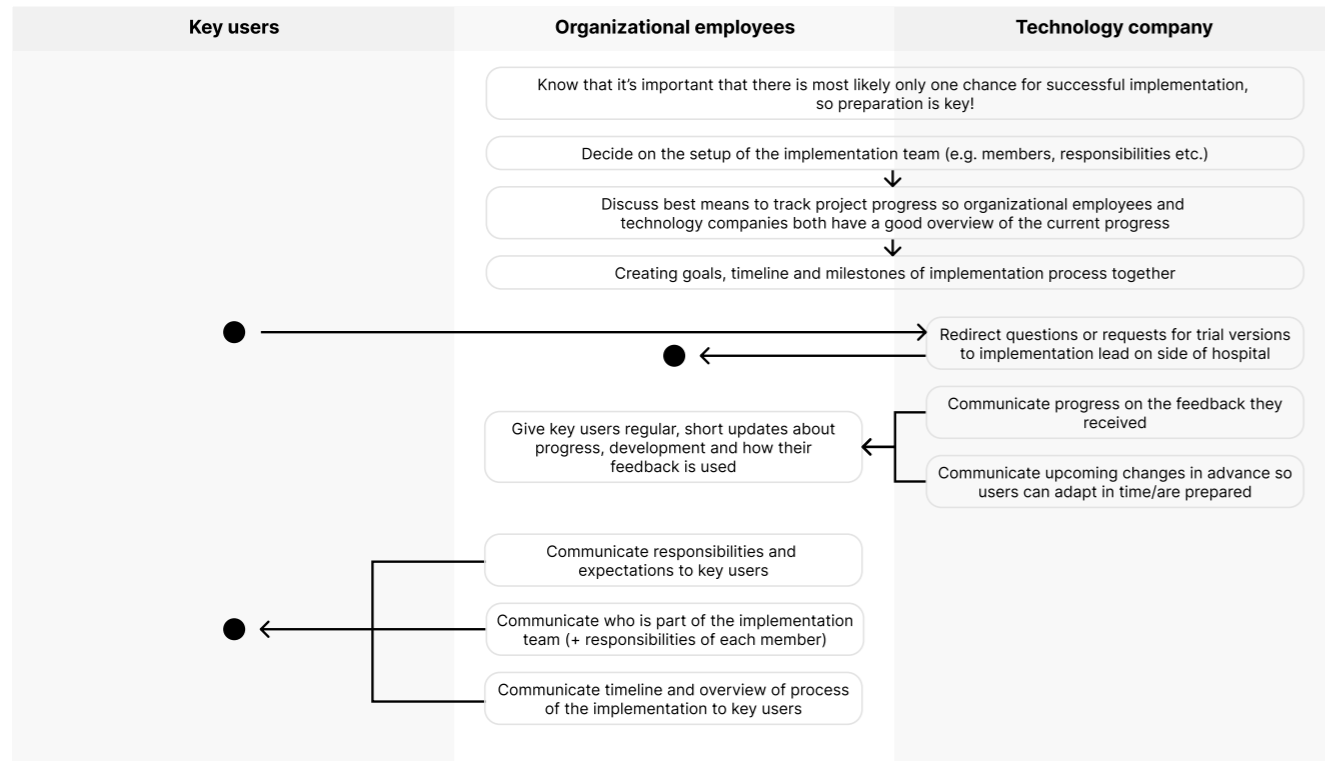 Key users
Organizational employees
Technology company
Know that it's important that there is most likely only one chance for successful implementation,
so preparation is key!
Decide on the setup of the implementation team (e.g. members, responsibilities etc.)
Discuss best means to track project progress so organizational employees and
technology companies both have a good overview of the current progress
Creating goals, timeline and milestones of implementation process together
Redirect questions or requests for trial versions
to implementation lead on side of hospital
Communicate progress on the feedback they
received
Give key users regular, short updates about
progress, development and how their
feedback is used
Communicate upcoming changes in advance so
users can adapt in time/are prepared
Communicate responsibilities and
expectations to key users
Communicate who is part of the implementation
team (+ responsibilities of each member)
Communicate timeline and overview of process
of the implementation to key users